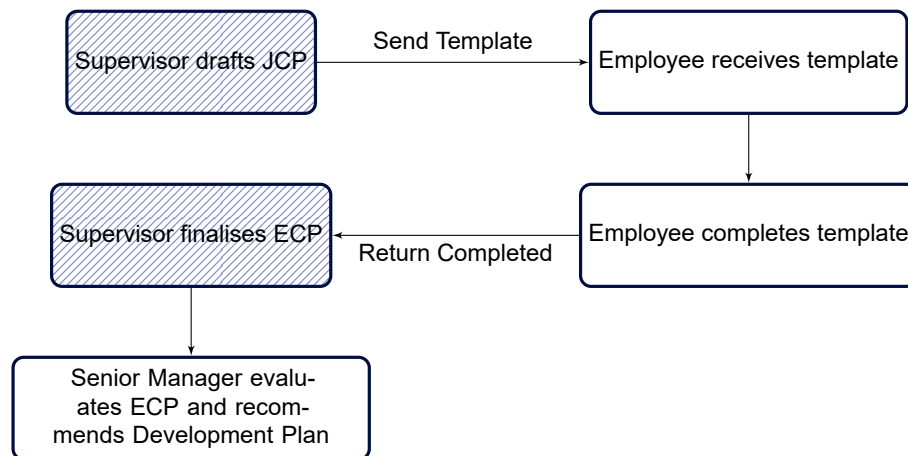 Supervisor drafts JCP
Send Template
Employee receives template
Employee completes template
Return Completed
Supervisor finalises ECP
Senior Manager evalu-
ates ECP and recom-
mends Development Plan